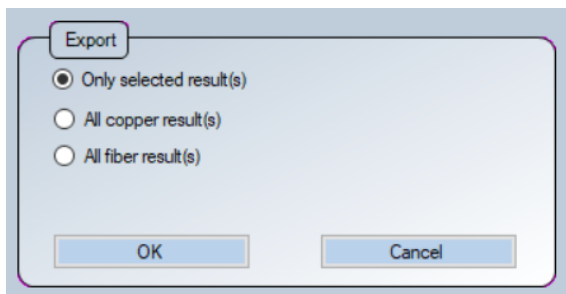 Export
Only selected result(s)
All copper result(s)
All fiber result(s)
OK
Cancel